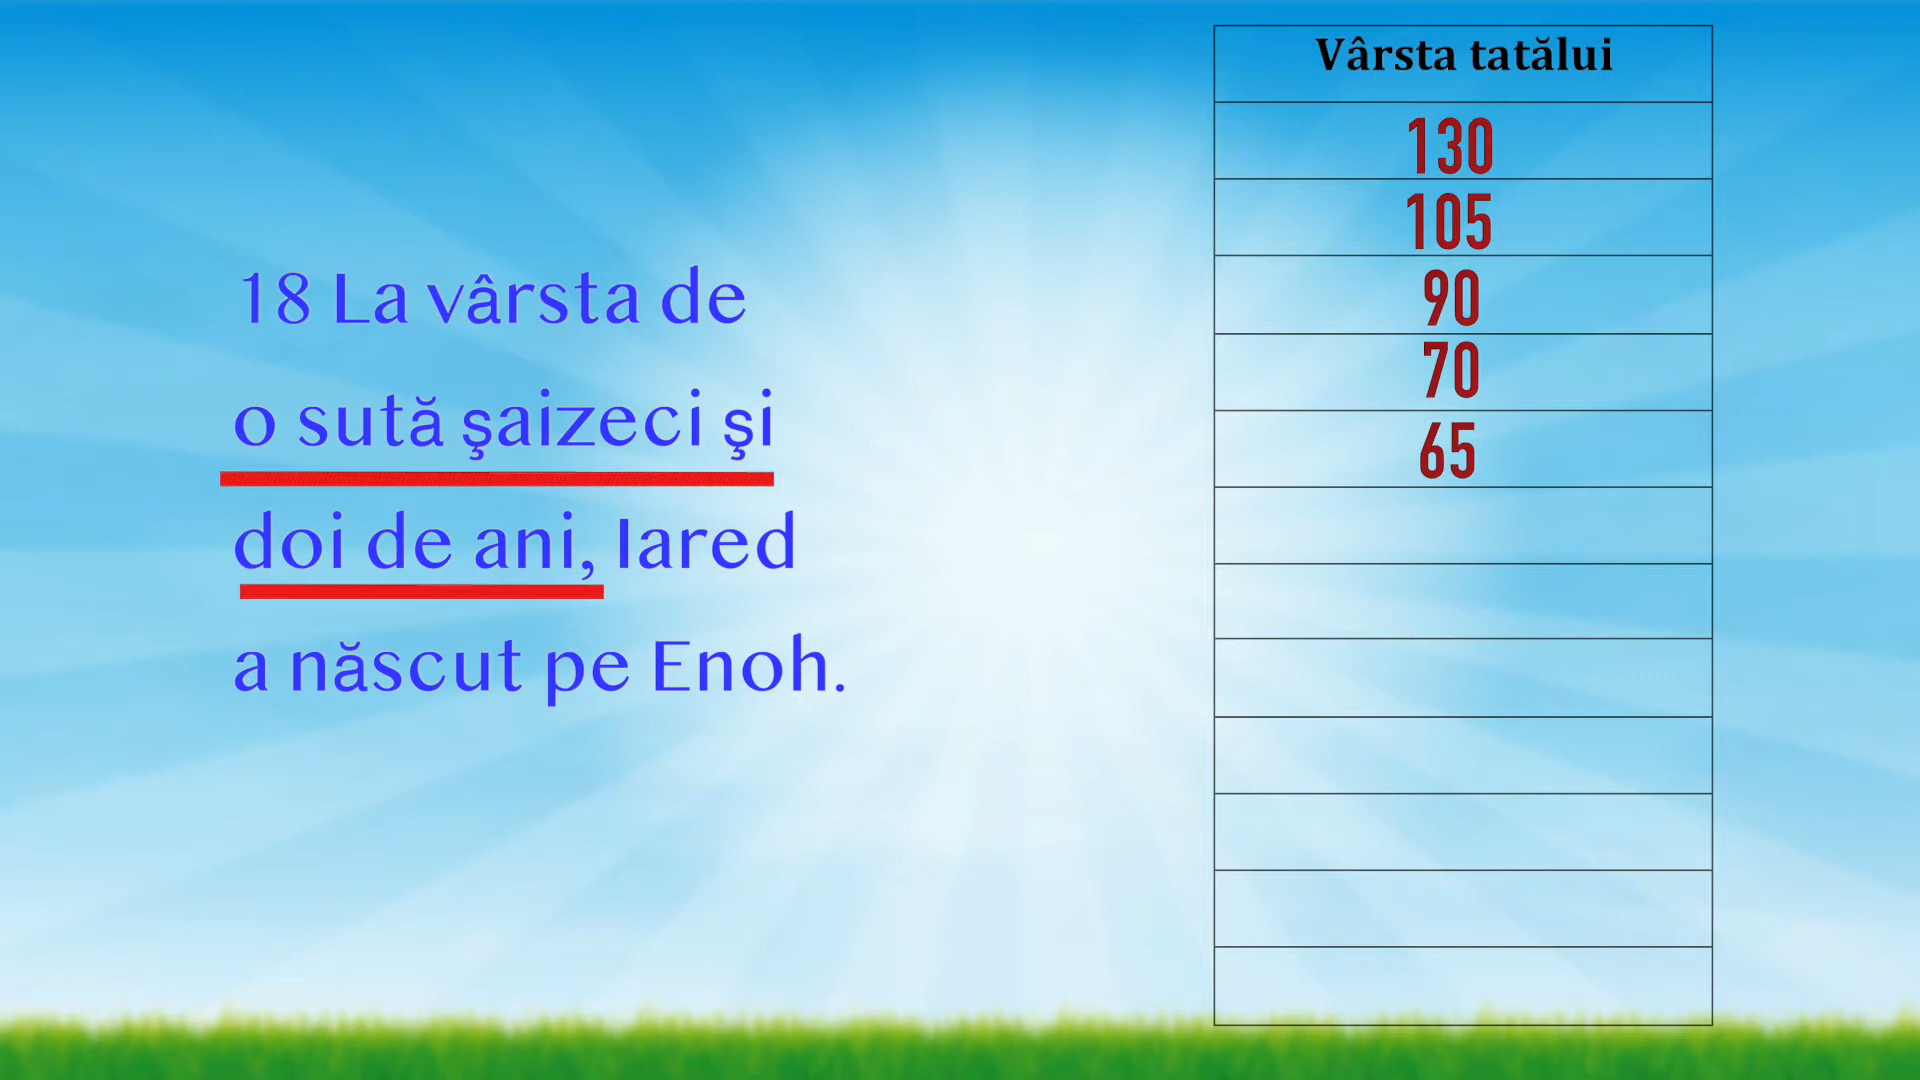 18 La vârsta de
o sută şaizeci şi
doi de ani, Iared
a născut pe Enoh.
Vârsta tatălui
130
105
90
70
65